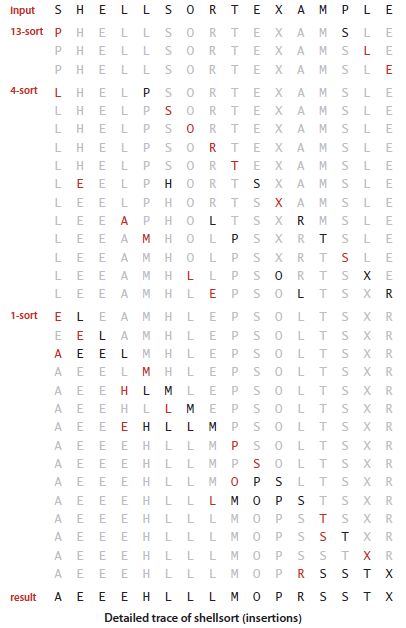 input S H E L L S O R T E X A M P L E
13-sort P H E L L S O R T E X A M S L E
P H E L L S O R T E X A M S L E
P H E L L S O R T E X A M S L E
4-sort L H E L P S O R T E X A M S L E
L H E L P S O R T E X A M S L E
L H E L P S O R T E X A M S L E
L H E L P S O R T E X A M S L E
L H E L P S O R T E X A M S L E
L E E L P H O R T S X A M S L E
L E E L P H O R T S X A M S L E
L E E A P H O L T S X R M S L E
L E E A M H O L P S X R T S L E
L E E A M H O L P S X R T S L E
L E E A M H L L P S O R T S X E
L E E A M H L E P S O L T S X R
1-sort E L E A M H L E P S O L T S X R
E E L A M H L E P S O L T S X R
A E E L M H L E P S O L T S X R
A E E L M H L E P S O L T S X R
A E E H L M L E P S O L T S X R
A E E H L L M E P S O L T S X R
A E E E H L L M P S O L T S X R
A E E E H L L M P S O L T S X R
A E E E H L L M P S O L T S X R
A E E E H L L M O P S L T S X R
A E E E H L L L M O P S T S X R
A E E E H L L L M O P S T S X R
A E E E H L L L M O P S S T X R
A E E E H L L L M O P S S T X R
A E E E H L L L M O P R S S T X
result A E E E H L L L M O P R S S T X
Detailed trace of shellsort (insertions)